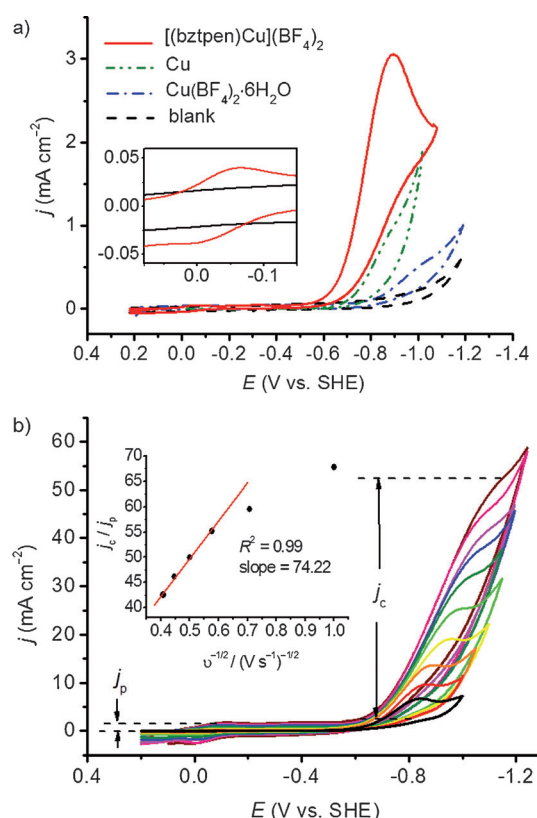 a)
[(bztpen)Cu](BF₄)₂
Cu
Cu(BF₄)₂·6H₂O
blank
j (mA cm⁻²)
3
2
1
0
0.05
0.00
-0.05
0.0 -0.1
0.4 0.2 0.0 -0.2 -0.4 -0.6 -0.8 -1.0 -1.2 -1.4
E (V vs. SHE)
b)
j (mA cm⁻²)
60
50
40
30
20
10
0
j_c / j_p
70
65
60
55
50
45
40
R² = 0.99
slope = 74.22
0.4 0.5 0.6 0.7 0.8 0.9 1.0
υ⁻¹/² / (V s⁻¹)⁻¹/²
j_c
j_p
0.4 0.0 -0.4 -0.8 -1.2
E (V vs. SHE)